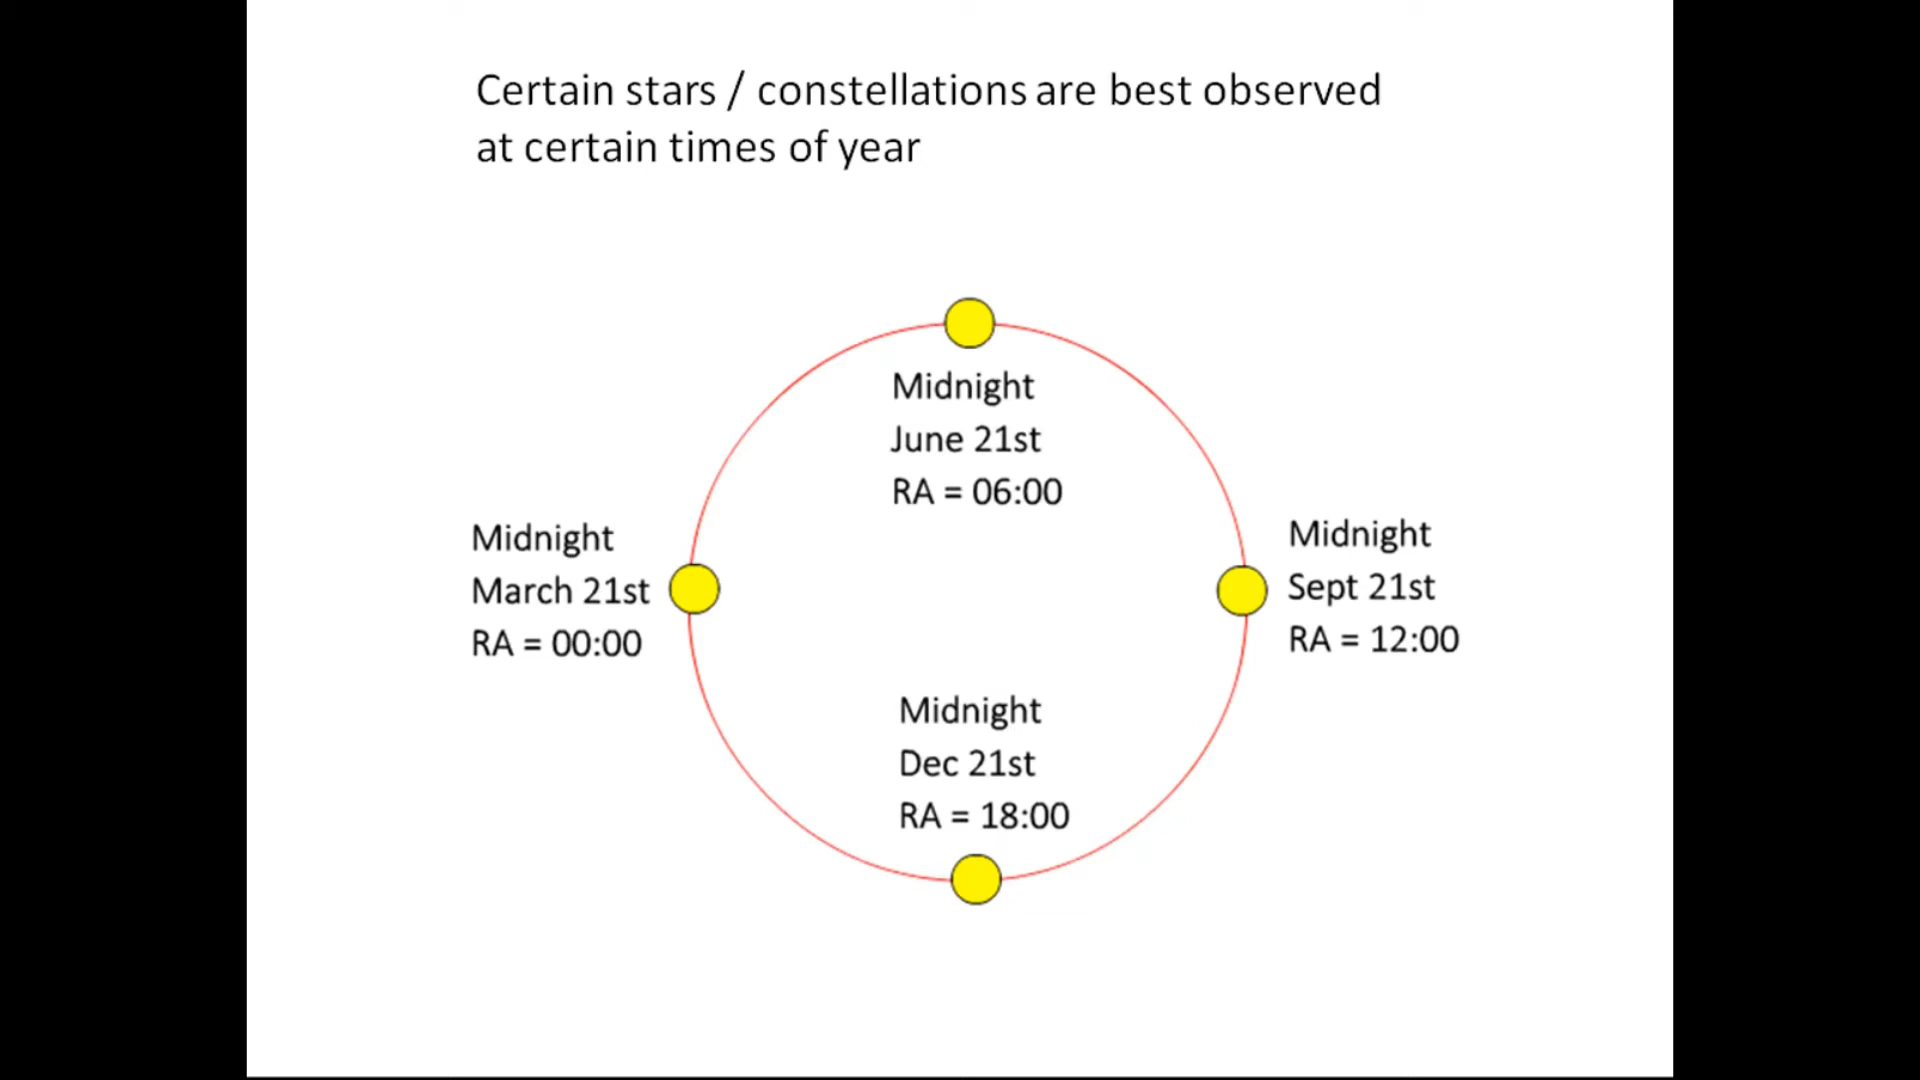 Certain stars / constellations are best observed
at certain times of year
Midnight
June 21st
RA = 06:00
Midnight
March 21st
RA = 00:00
Midnight
Sept 21st
RA = 12:00
Midnight
Dec 21st
RA = 18:00